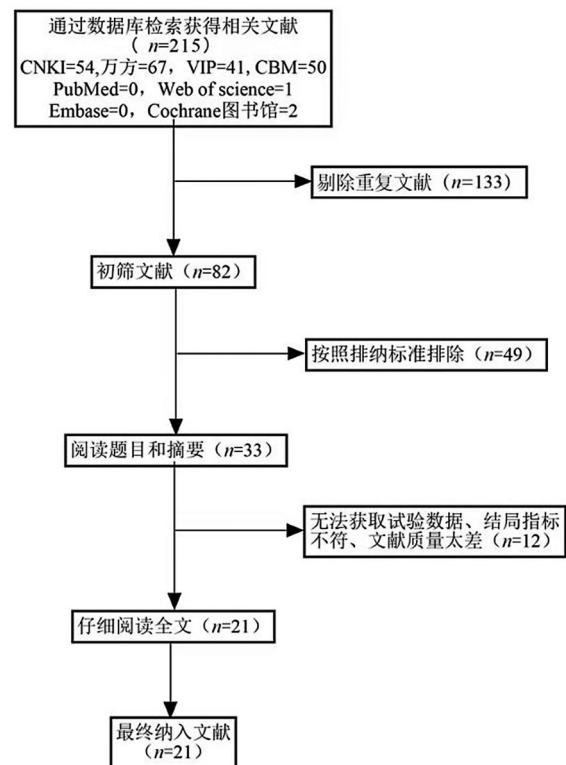 通过数据库检索获得相关文献
( n=215)
CNKI=54,万方=67，VIP=41, CBM=50
PubMed=0，Web of science=1
Embase=0，Cochrane图书馆=2
剔除重复文献（n=133）
初筛文献（n=82）
按照排纳标准排除（n=49）
阅读题目和摘要（n=33）
无法获取试验数据、结局指标
不符、文献质量太差（n=12）
仔细阅读全文（n=21）
最终纳入文献
（n=21）